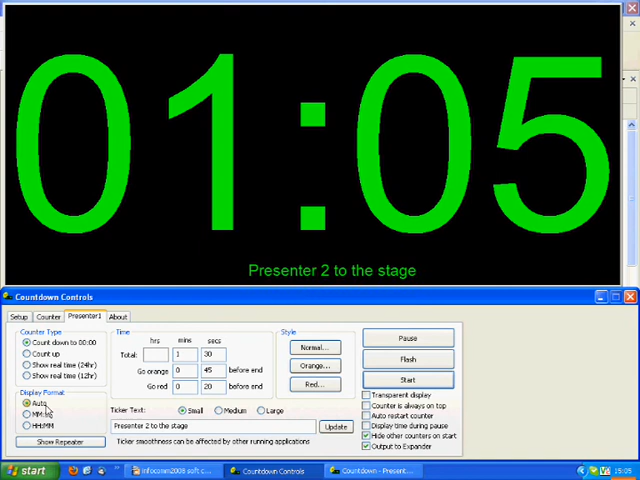 01:05
Presenter 2 to the stage
Countdown Controls
Setup Counter Presenter1 About
Counter Type
Count down to 00:00
Count up
Show real time (24hr)
Show real time (12hr)
Display Format
Auto
HH:MM
Show Repeater
Time
hrs mins secs
Total: 1 30
Go orange 0 45 before end
Go red 0 20 before end
Style
Normal...
Orange...
Red...
Ticker Text: Small Medium Large
Presenter 2 to the stage Update
Ticker smoothness can be affected by other running applications
Pause
Flash
Start
Transparent display
Counter is always on top
Auto restart counter
Display time during pause
Hide other counters on start
Output to Expander
start infocomm2006 soft c... Countdown Controls Countdown - Present... 15:05